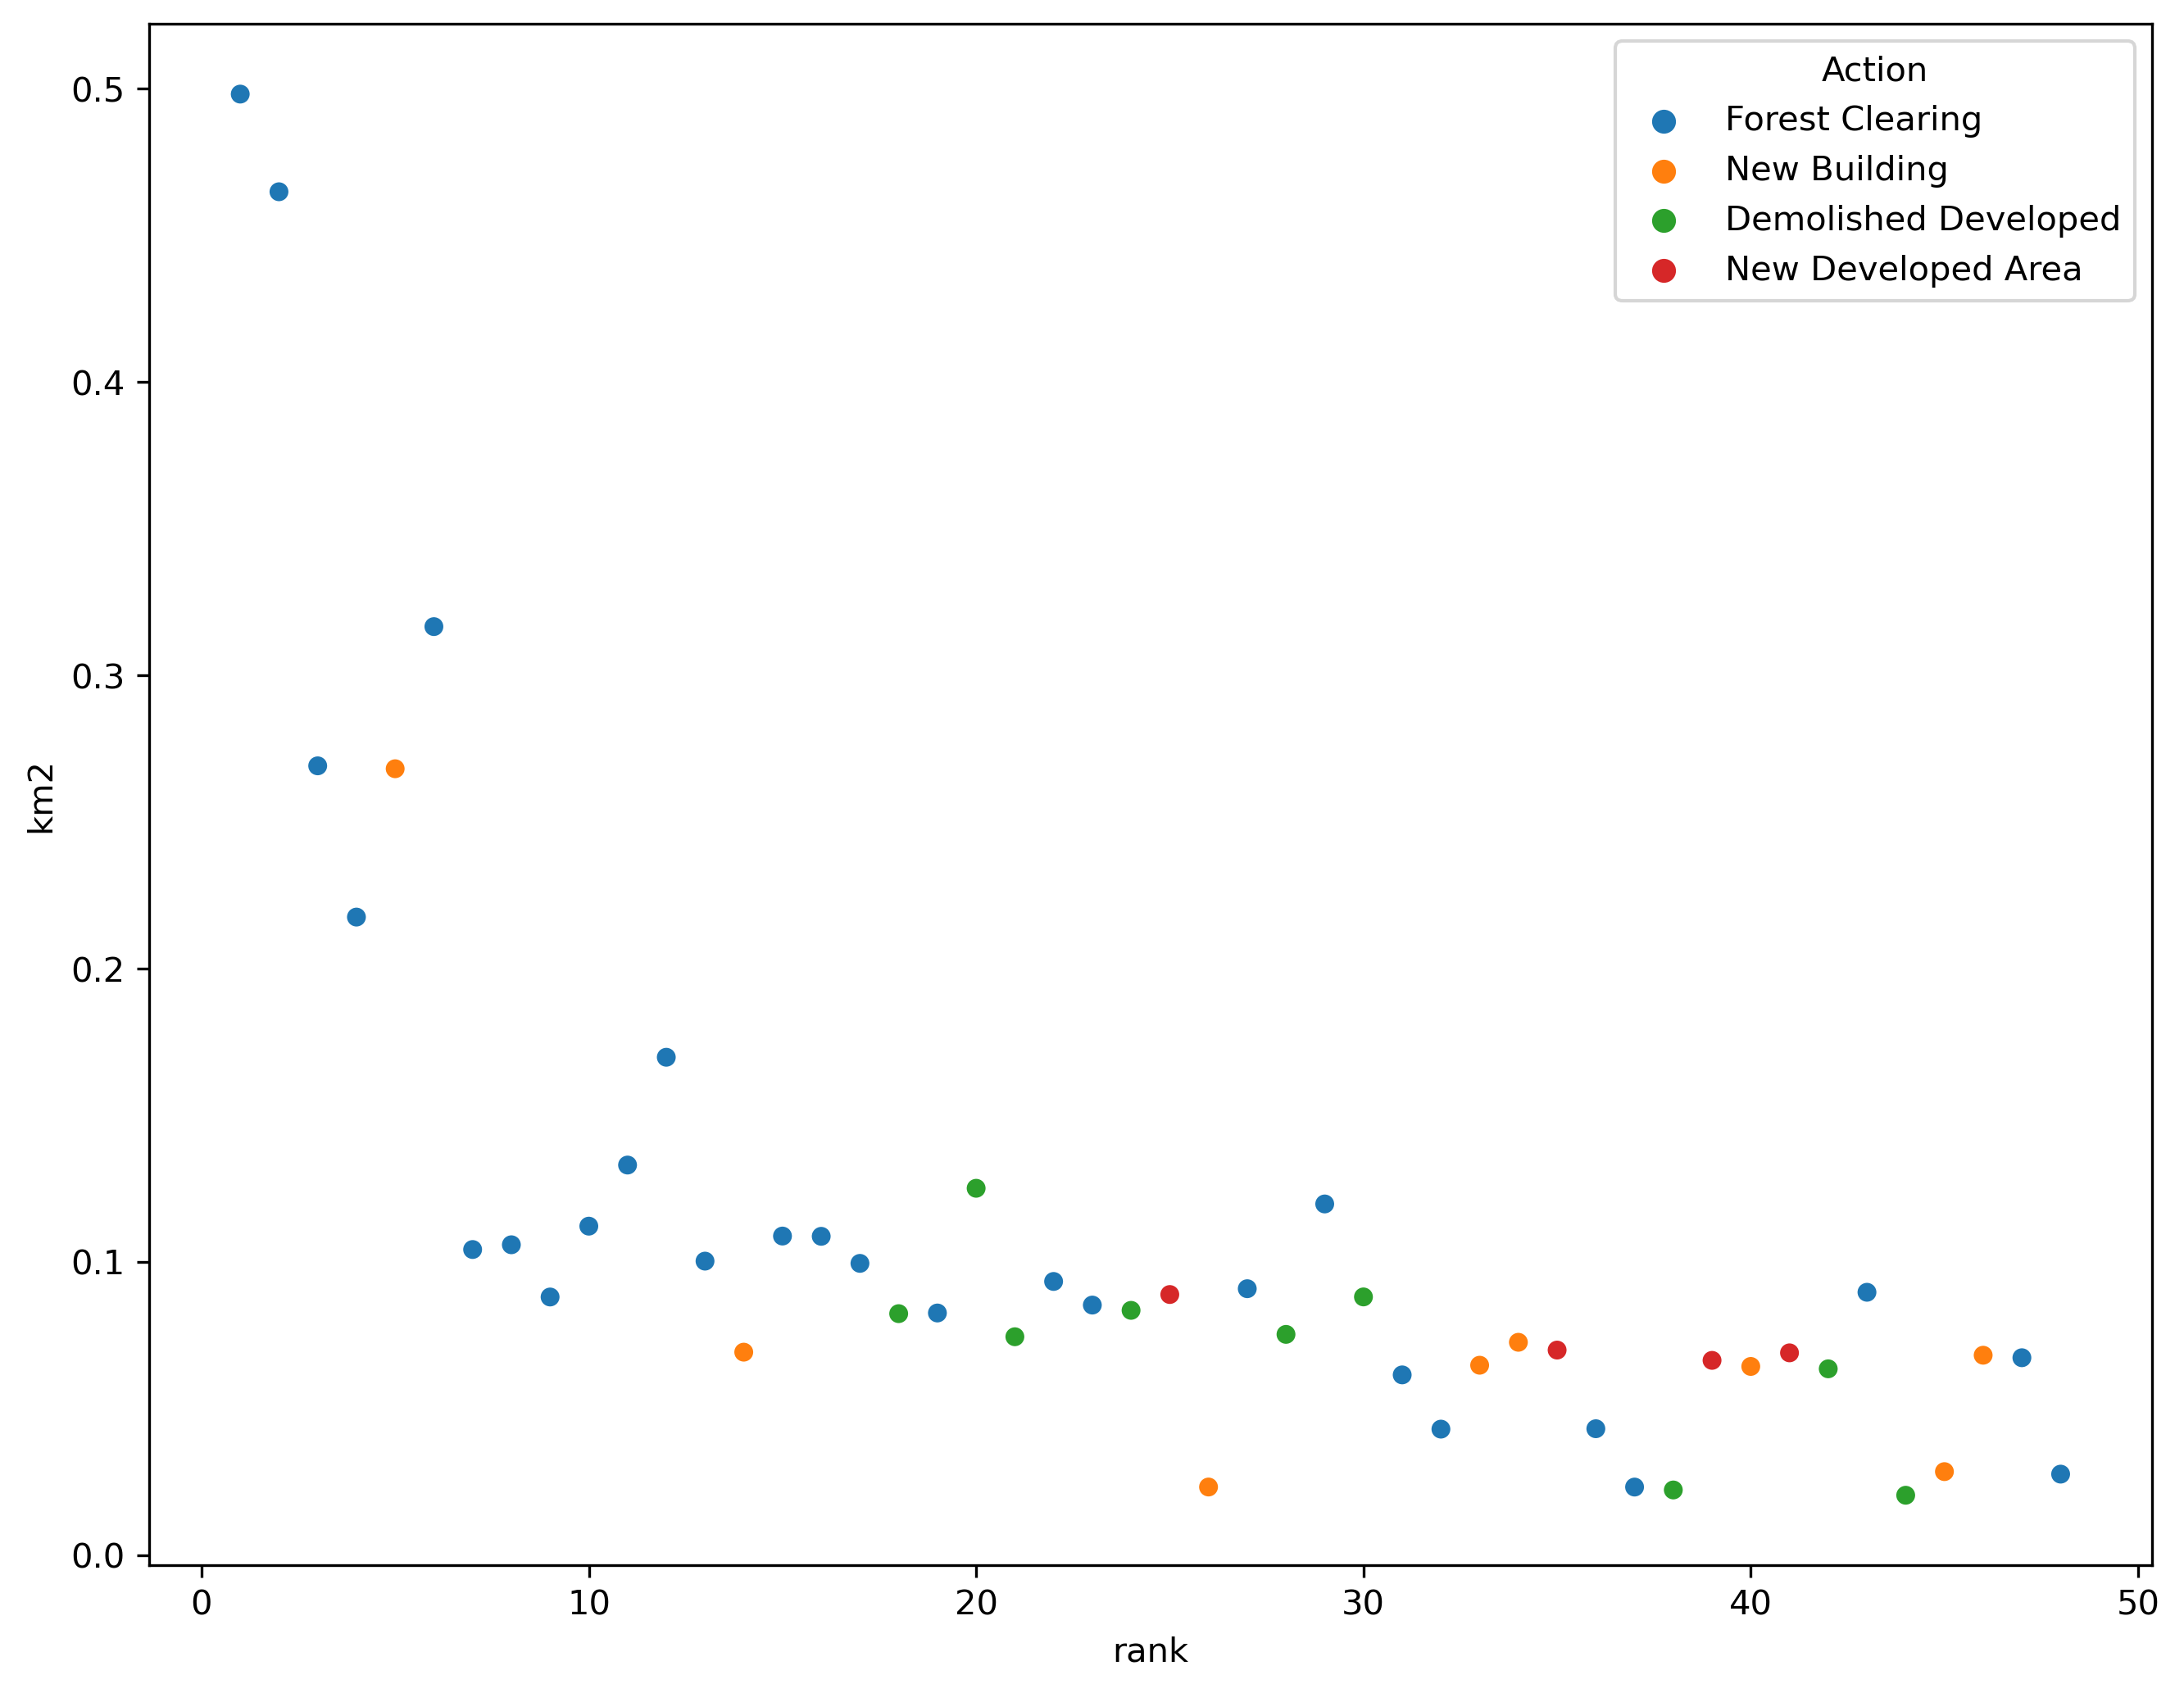 Action
Forest Clearing
New Building
Demolished Developed
New Developed Area
0.5
0.4
0.3
0.2
0.1
0.0
km2
0 10 20 30 40 50
rank